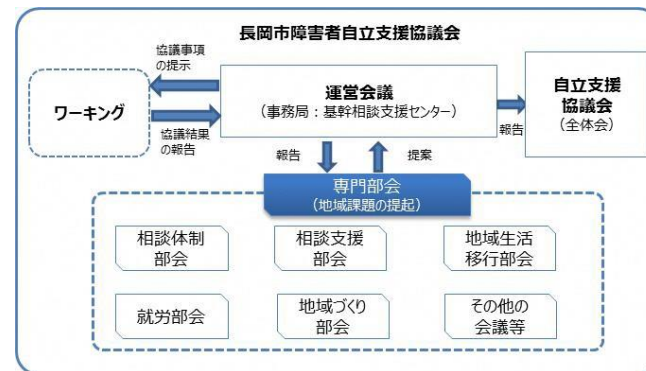 長岡市障害者自立支援協議会
協議事項
の提示
ワーキング
協議結果
の報告
運営会議
(事務局：基幹相談支援センター)
報告
自立支援
協議会
(全体会)
報告
提案
専門部会
(地域課題の提起)
相談体制
部会
相談支援
部会
地域生活
移行部会
就労部会
地域づくり
部会
その他の
会議等